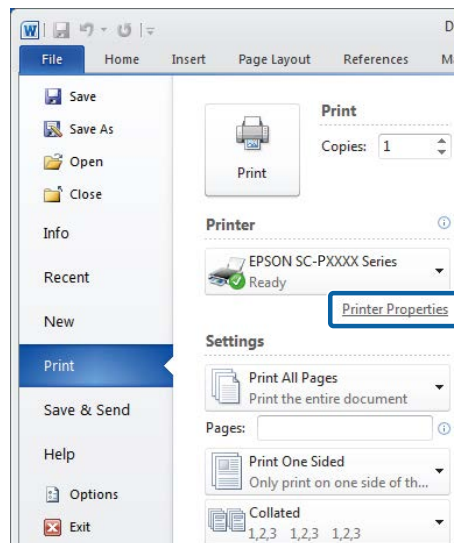 W
D
File Home Insert Page Layout References M
Save
Save As
Open
Close
Info
Recent
New
Print
Save & Send
Help
Options
Exit
Print
Print
Copies: 1
Printer
EPSON SC-PXXXX Series
Ready
Printer Properties
Settings
Print All Pages
Print the entire document
Pages:
Print One Sided
Only print on one side of th...
Collated
1,2,3 1,2,3 1,2,3